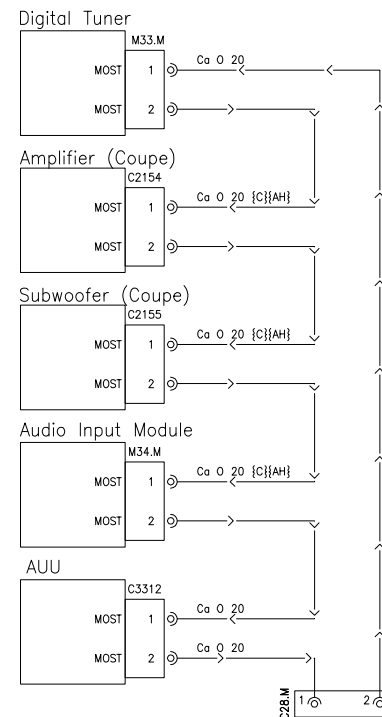 Digital Tuner
M33.M
MOST 1 Ca O 20
MOST 2
Amplifier (Coupe)
C2154
MOST 1 Ca O 20 {C}{AH}
MOST 2
Subwoofer (Coupe)
C2155
MOST 1 Ca O 20 {C}{AH}
MOST 2
Audio Input Module
M34.M
MOST 1 Ca O 20 {C}{AH}
MOST 2
AUU
C3312
MOST 1 Ca O 20
MOST 2 Ca O 20
1 2